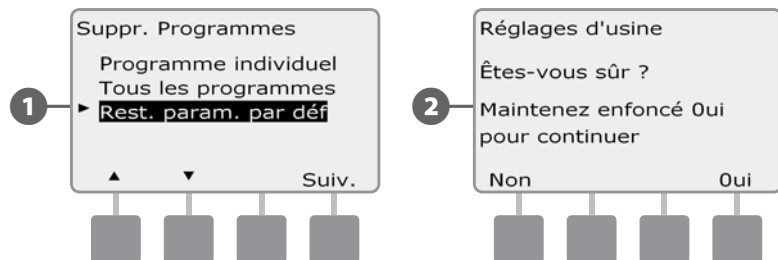 Suppr. Programmes
Programme individuel
Tous les programmes
1
Rest. param. par déf
Suiv.
Réglages d'usine
Êtes-vous sûr ?
2
Maintenez enfoncé 0ui
pour continuer
Non 0ui